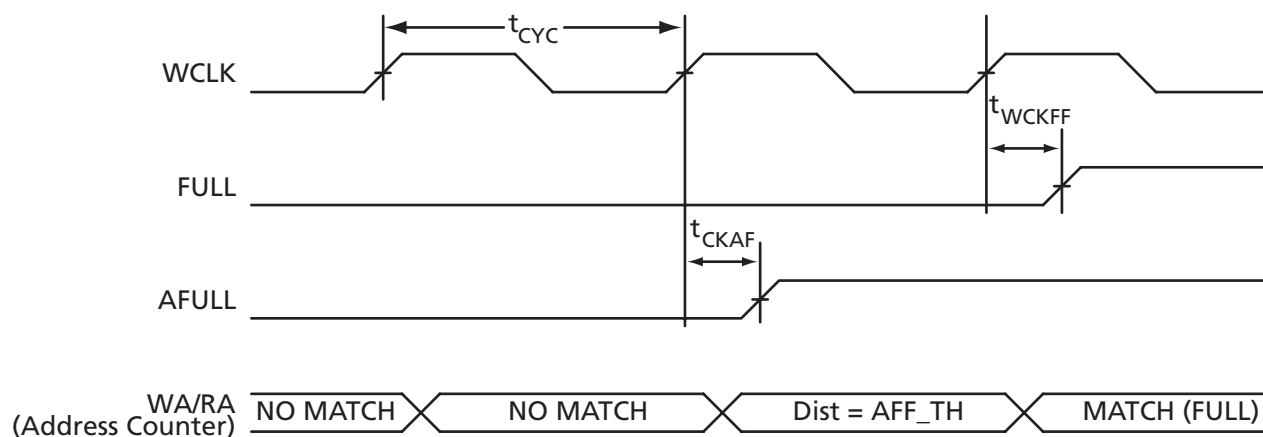 tCYC
WCLK
tWCKFF
FULL
tCKAF
AFULL
WA/RA
(Address Counter)
NO MATCH
NO MATCH
Dist = AFF_TH
MATCH (FULL)